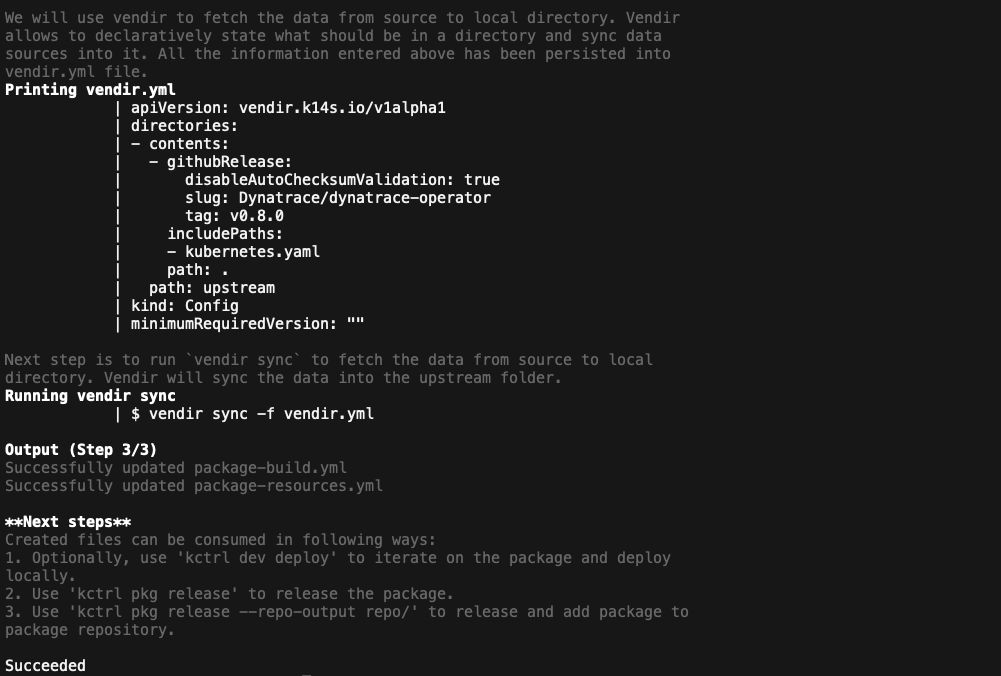 We will use vendir to fetch the data from source to local directory. Vendir
allows to declaratively state what should be in a directory and sync data
sources into it. All the information entered above has been persisted into
vendir.yml file.
Printing vendir.yml
            | apiVersion: vendir.k14s.io/v1alpha1
            | directories:
            | - contents:
            |   - githubRelease:
            |       disableAutoChecksumValidation: true
            |       slug: Dynatrace/dynatrace-operator
            |       tag: v0.8.0
            |     includePaths:
            |     - kubernetes.yaml
            |     path: .
            |   path: upstream
            | kind: Config
            | minimumRequiredVersion: ""

Next step is to run `vendir sync` to fetch the data from source to local
directory. Vendir will sync the data into the upstream folder.
Running vendir sync
            | $ vendir sync -f vendir.yml

Output (Step 3/3)
Successfully updated package-build.yml
Successfully updated package-resources.yml

**Next steps**
Created files can be consumed in following ways:
1. Optionally, use 'kctrl dev deploy' to iterate on the package and deploy
locally.
2. Use 'kctrl pkg release' to release the package.
3. Use 'kctrl pkg release --repo-output repo/' to release and add package to
package repository.

Succeeded